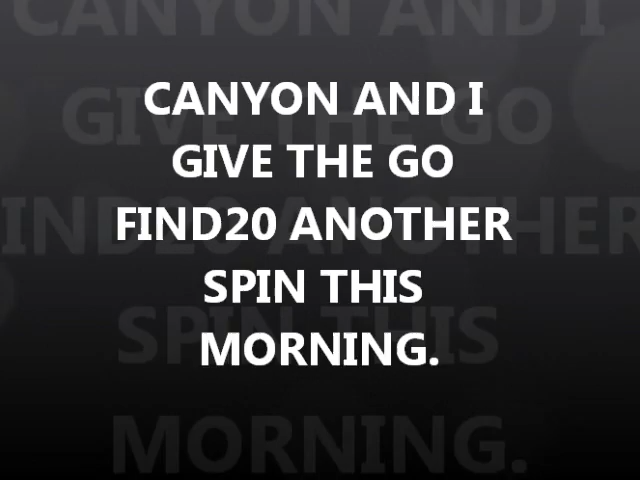 CANYON AND I
GIVE THE GO
FIND20 ANOTHER
SPIN THIS
MORNING.